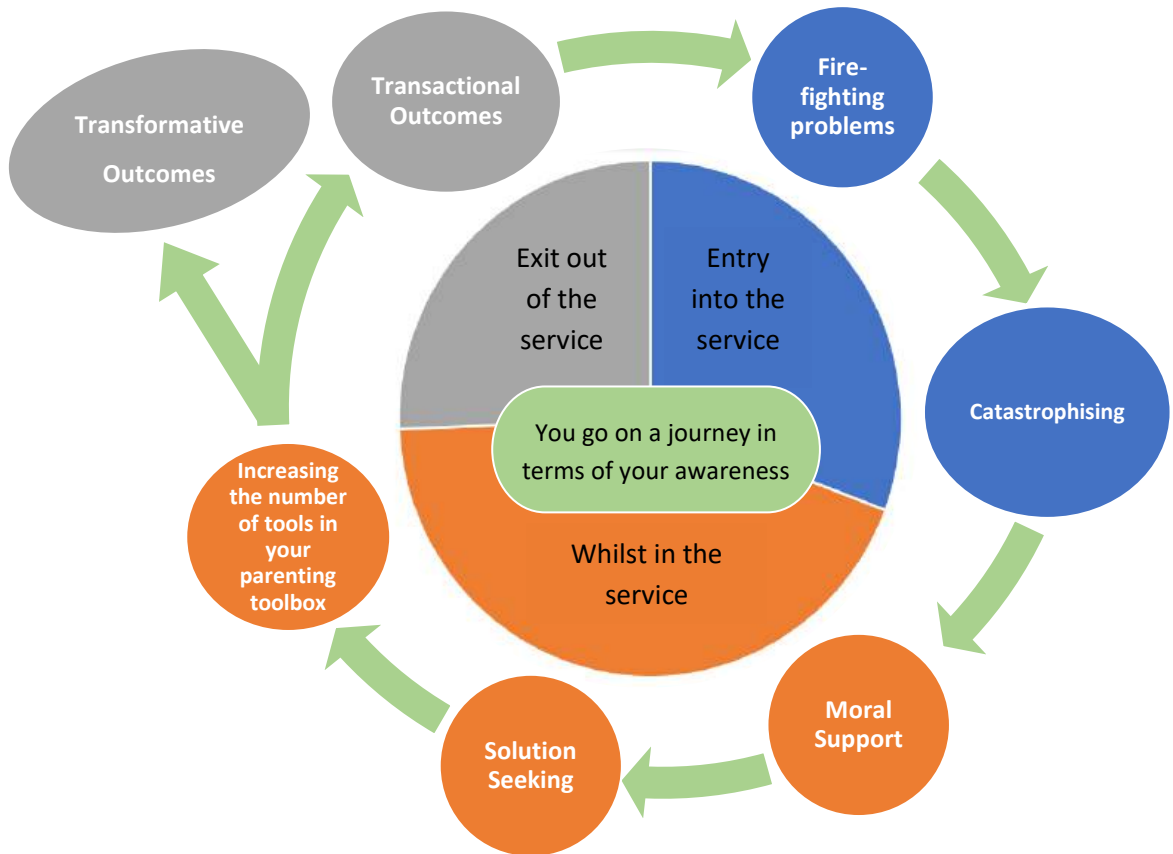 Transformative
Outcomes
Transactional
Outcomes
Fire-
fighting
problems
Catastrophising
Moral
Support
Solution
Seeking
Increasing
the number
of tools in
your
parenting
toolbox
Exit out
of the
service
Entry
into the
service
You go on a journey in
terms of your awareness
Whilst in the
service